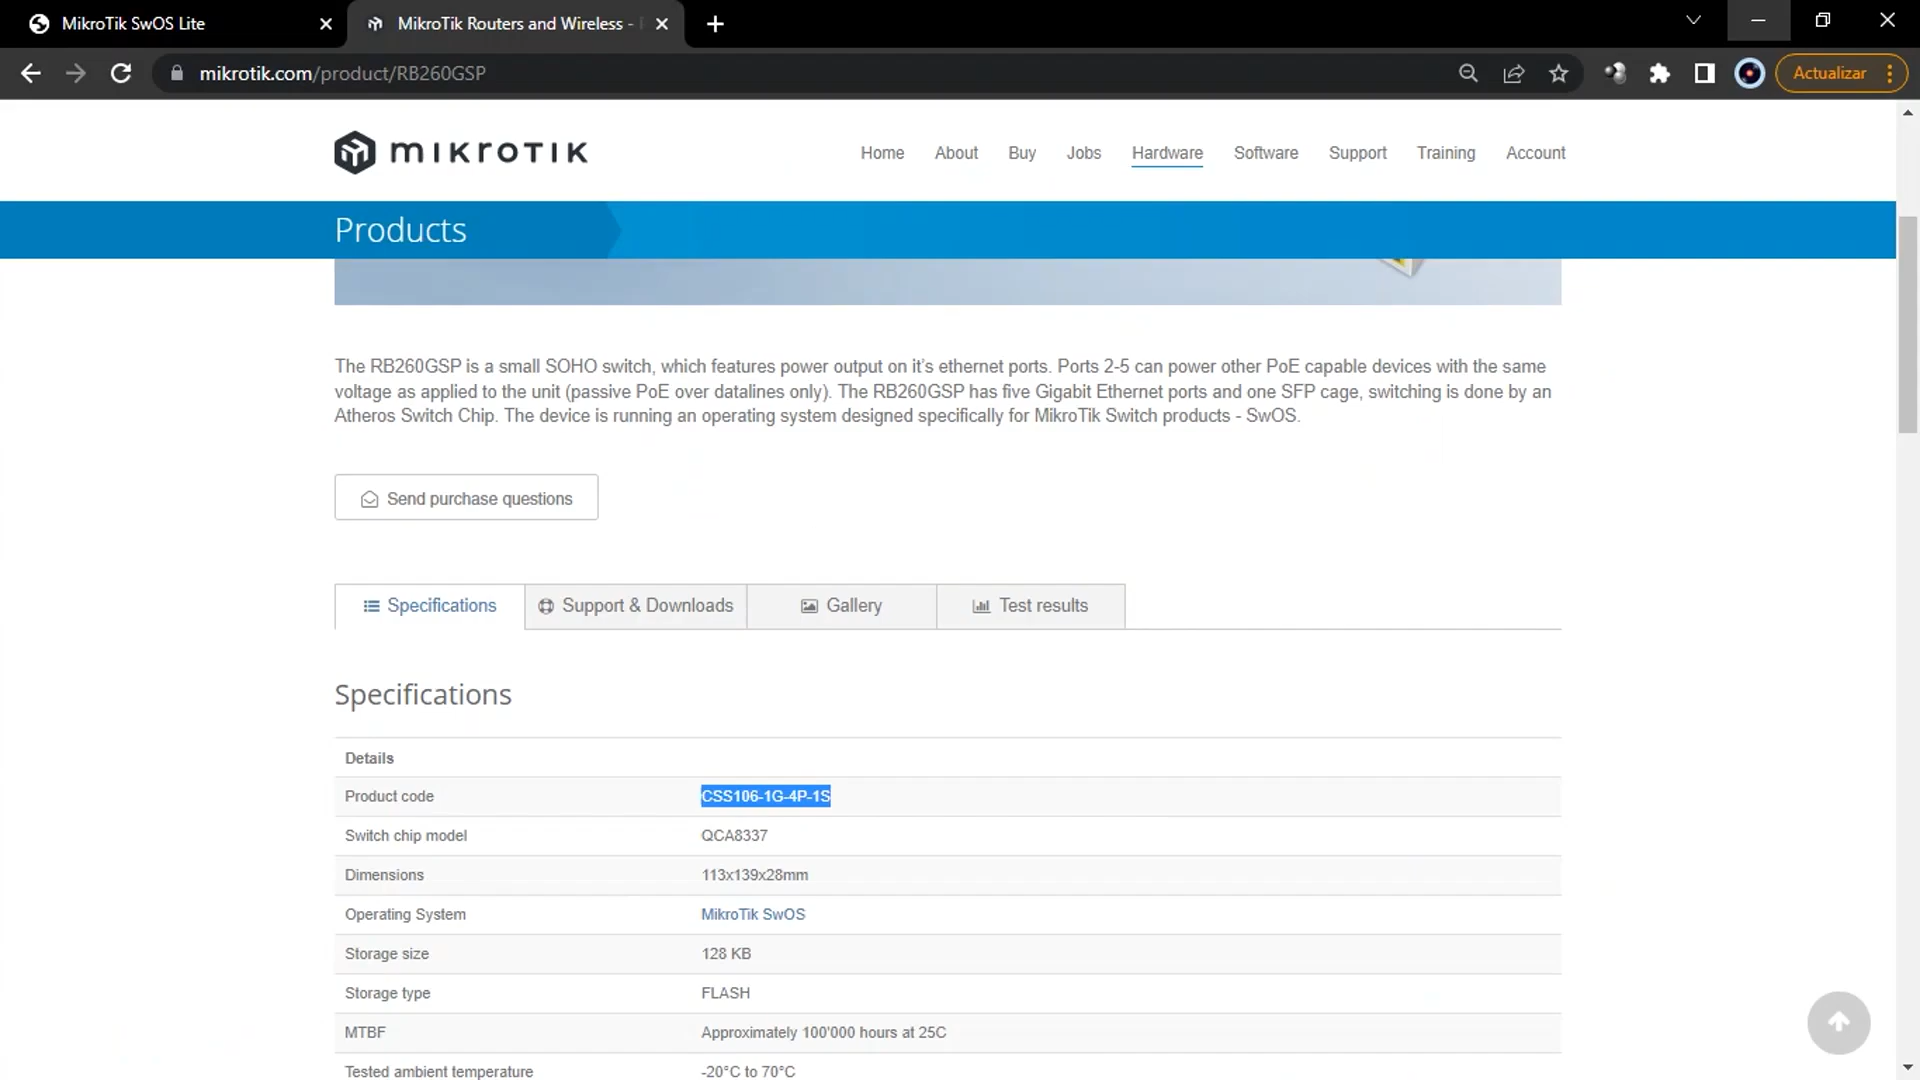 MikroTik SwOS Lite
MikroTik Routers and Wireless -
mikrotik.com/product/RB260GSP
Actualizar
MIKROTIK
Home
About
Buy
Jobs
Hardware
Software
Support
Training
Account
Products
The RB260GSP is a small SOHO switch, which features power output on it's ethernet ports. Ports 2-5 can power other PoE capable devices with the same
voltage as applied to the unit (passive PoE over datalines only). The RB260GSP has five Gigabit Ethernet ports and one SFP cage, switching is done by an
Atheros Switch Chip. The device is running an operating system designed specifically for MikroTik Switch products - SwOS.
Send purchase questions
Specifications
Support & Downloads
Gallery
Test results
Specifications
Details
Product code CSS106-1G-4P-1S
Switch chip model QCA8337
Dimensions 113x139x28mm
Operating System MikroTik SwOS
Storage size 128 KB
Storage type FLASH
MTBF Approximately 100'000 hours at 25C
Tested ambient temperature -20°C to 70°C